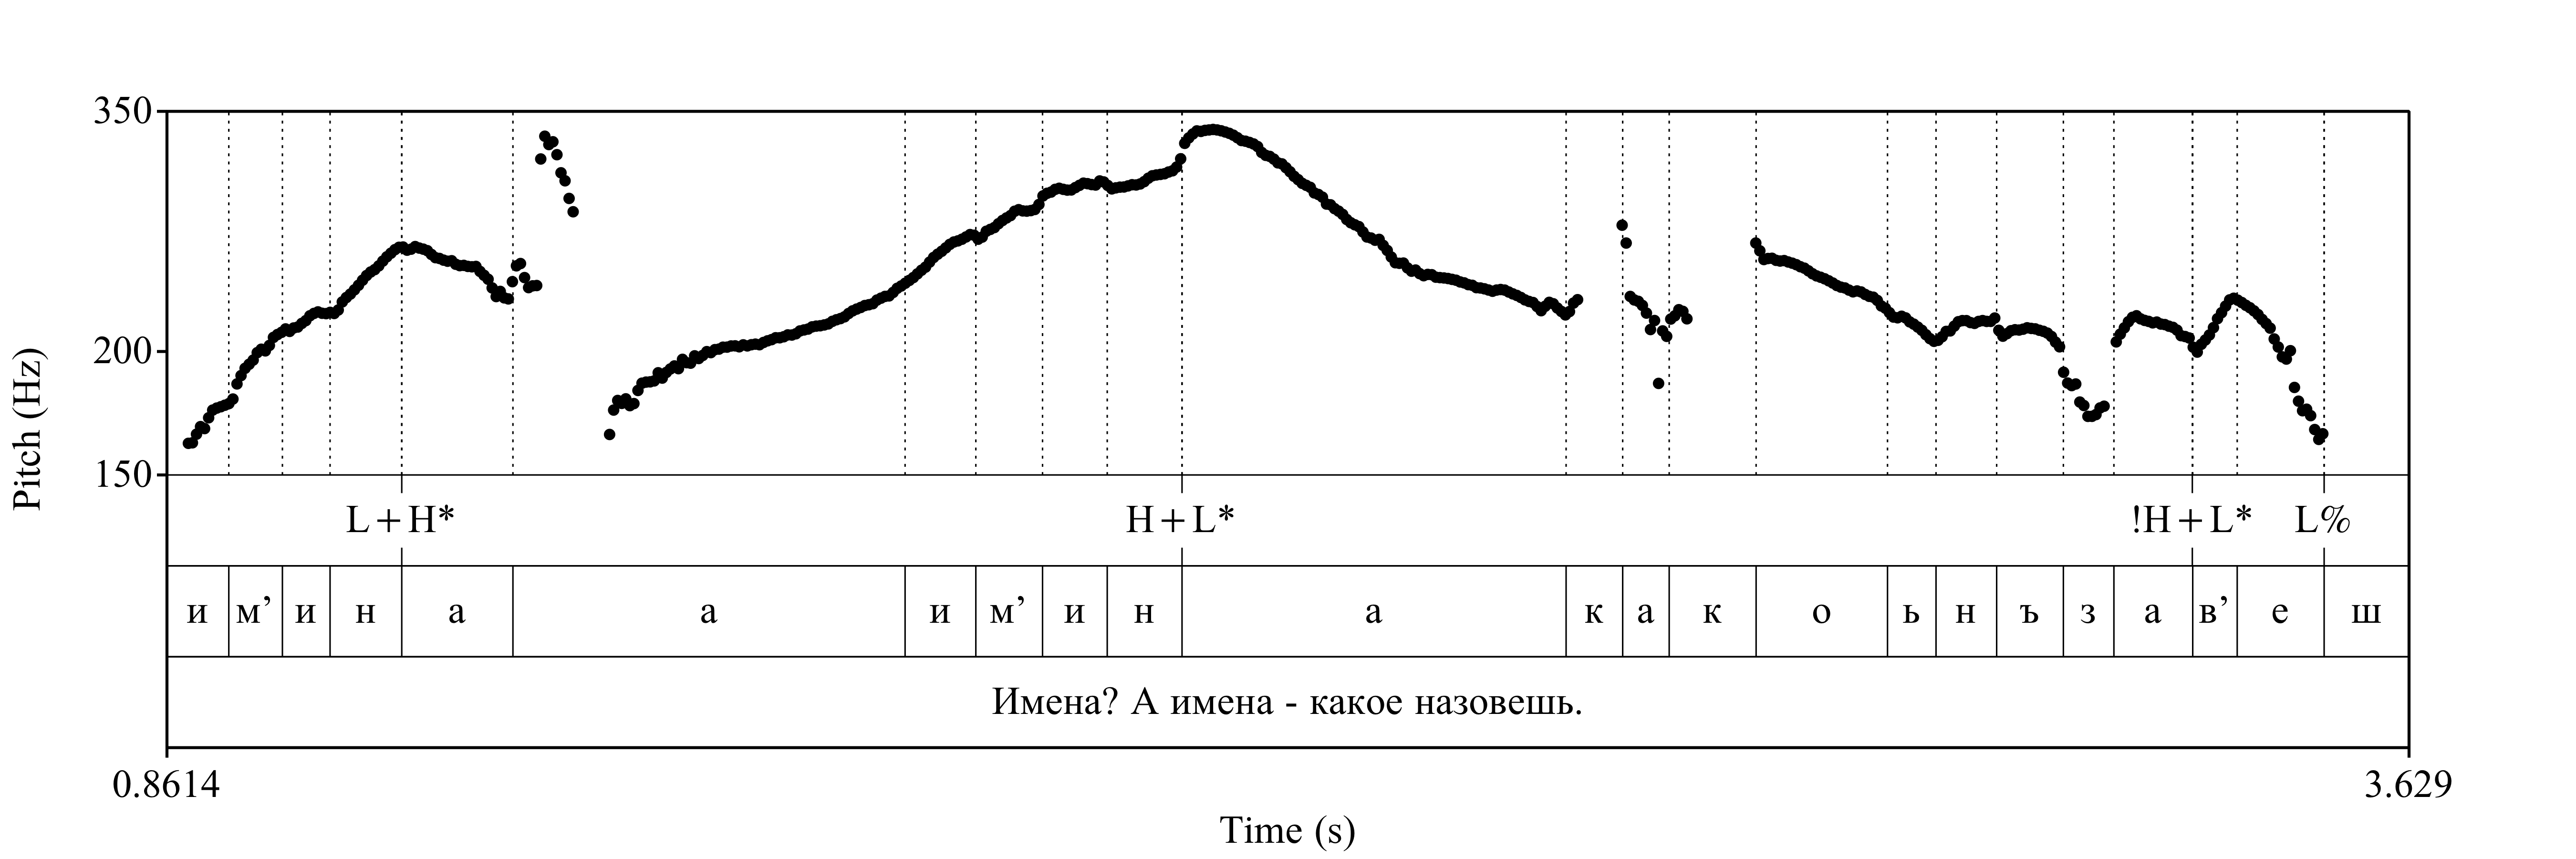 350
200
150
Pitch (Hz)
L+H* H+L* !H+L* L%
и м’ и н а а и м’ и н а к а к о ь н ъ з а в’ е ш
Имена? А имена - какое назовешь.
0.8614 3.629
Time (s)